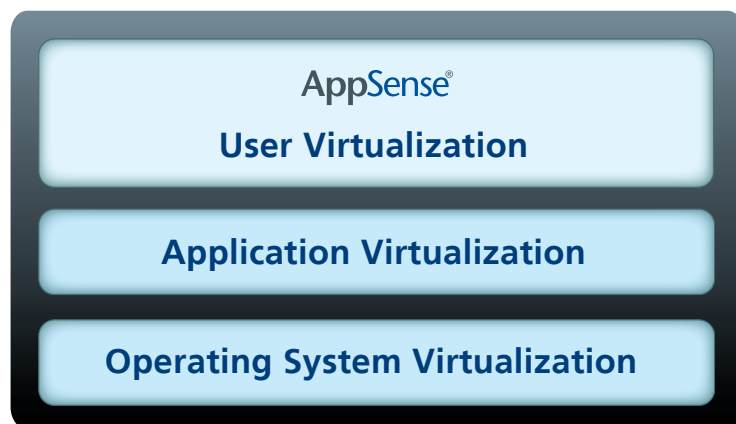 AppSense®
User Virtualization
Application Virtualization
Operating System Virtualization